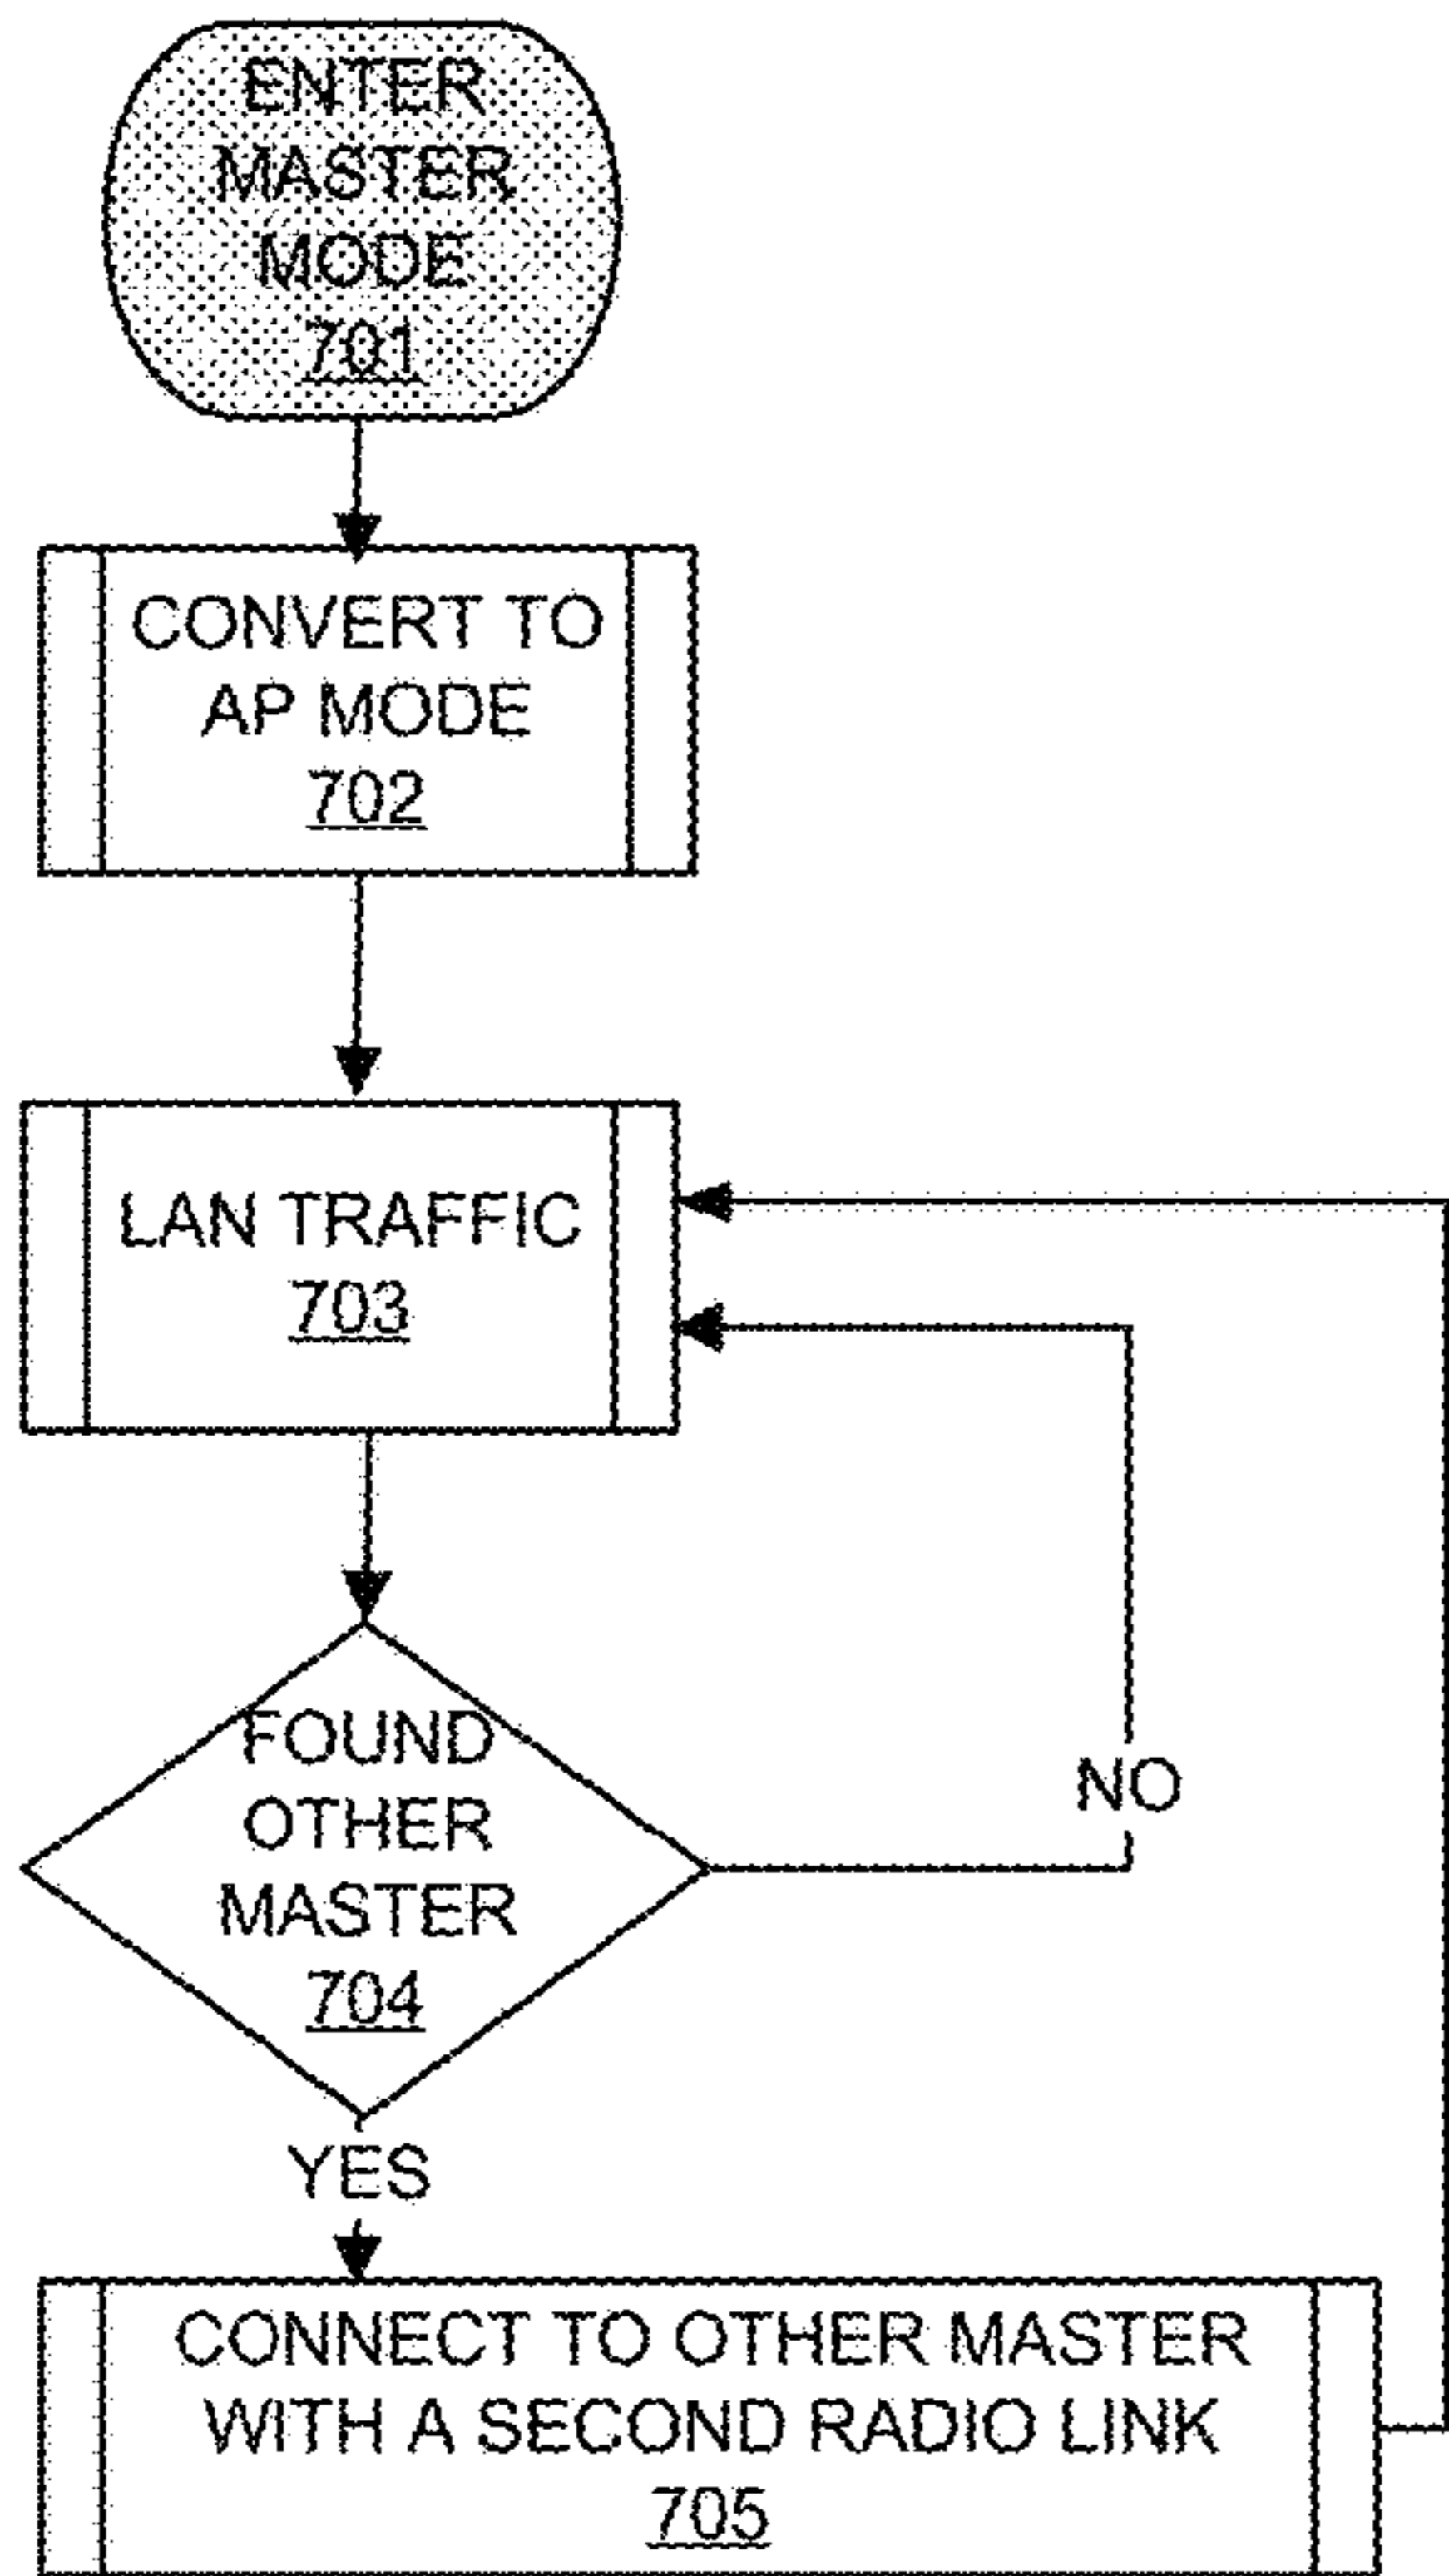 ENTER
MASTER
MODE
701
CONVERT TO
AP MODE
702
LAN TRAFFIC
703
FOUND
OTHER
MASTER
704
NO
YES
CONNECT TO OTHER MASTER
WITH A SECOND RADIO LINK
705